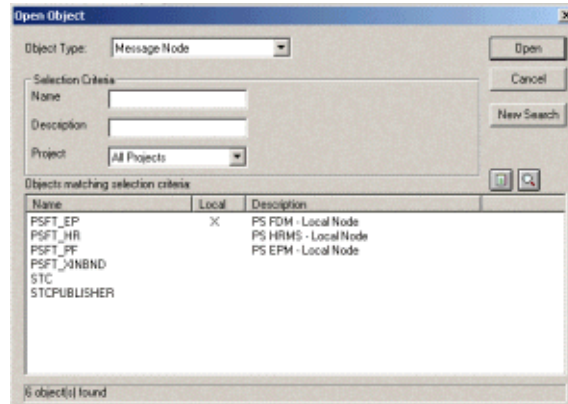 Open Object
Object Type: Message Node Open
Selection Criteria Cancel
Name
New Search
Description
Project All Projects
Objects matching selection criteria:
Name Local Description
PSFT_EP X PS FDM - Local Node
PSFT_HR PS HRMS - Local Node
PSFT_PF PS EPM - Local Node
PSFT_XINBND
STC
STCPUBLISHER
6 object(s) found